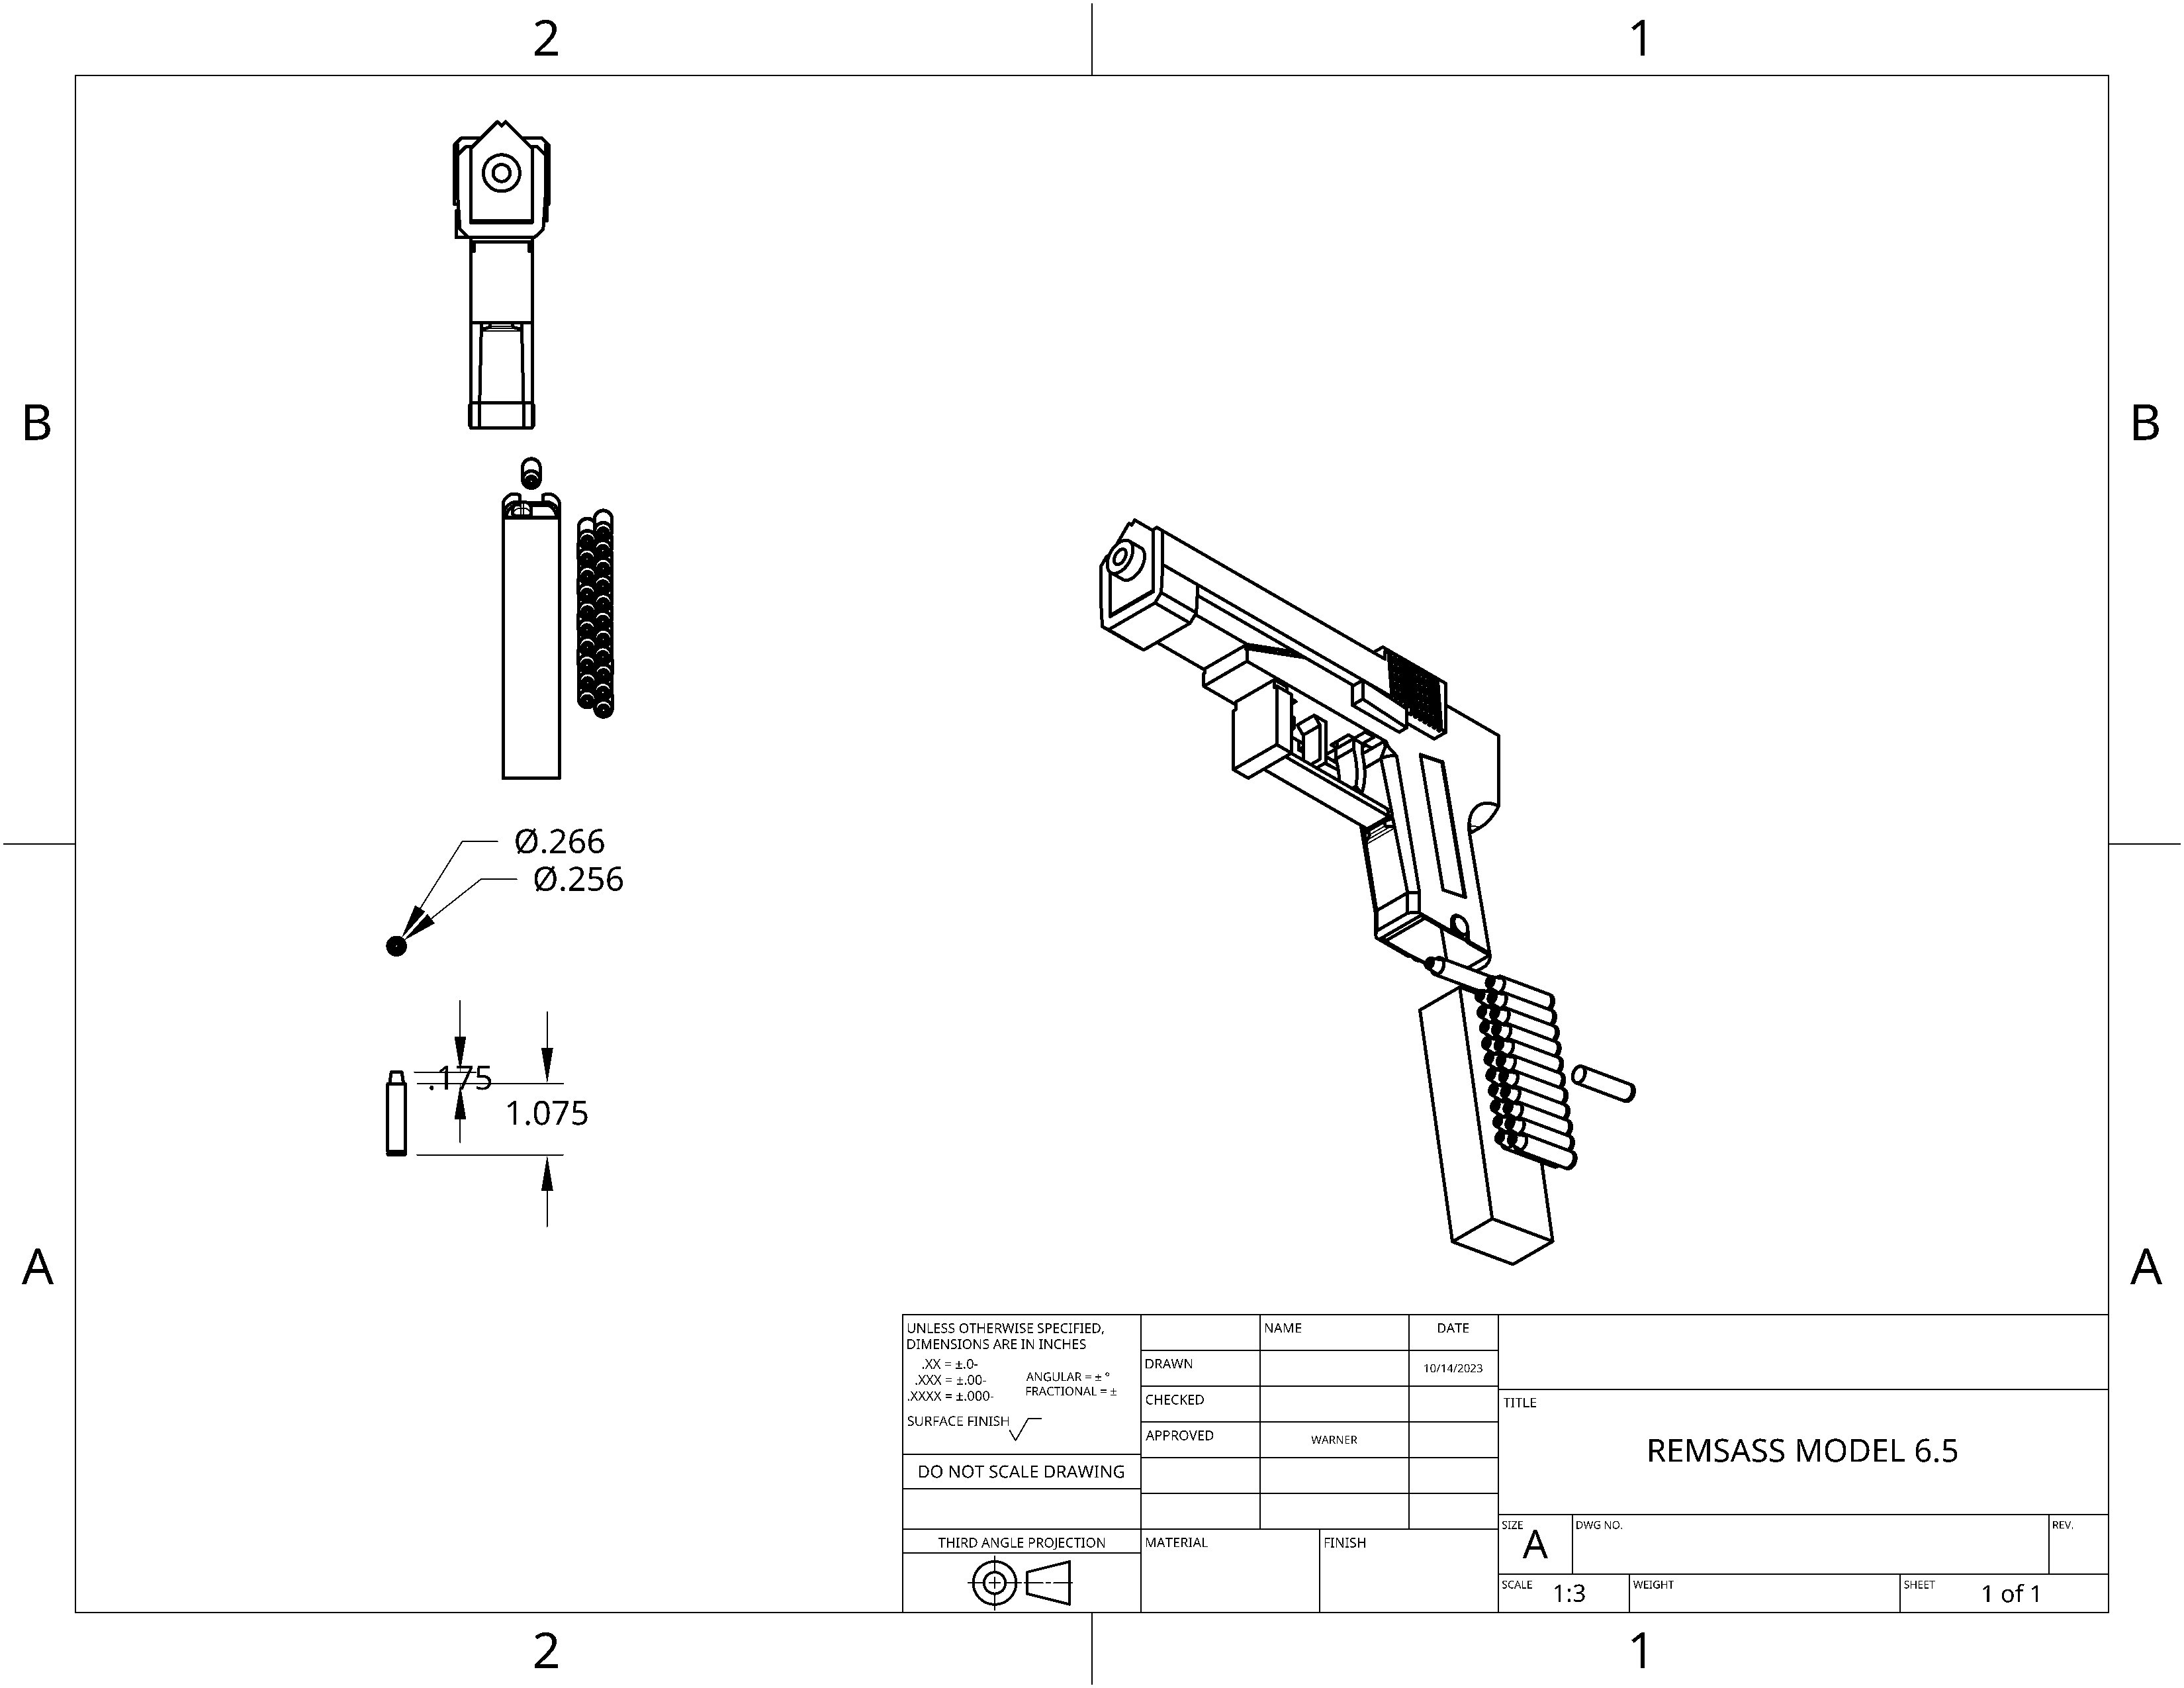 2
1
B
B
Ø.266
Ø.256
.175
1.075
A
A
UNLESS OTHERWISE SPECIFIED,
DIMENSIONS ARE IN INCHES
.XX = ±.0-
.XXX = ±.00-
.XXXX = ±.000-
ANGULAR = ± °
FRACTIONAL = ±
SURFACE FINISH
DO NOT SCALE DRAWING
THIRD ANGLE PROJECTION
NAME
DATE
DRAWN
10/14/2023
CHECKED
APPROVED
WARNER
MATERIAL
FINISH
TITLE
REMSASS MODEL 6.5
SIZE
A
DWG NO.
REV.
SCALE
1:3
WEIGHT
SHEET
1 of 1
2
1